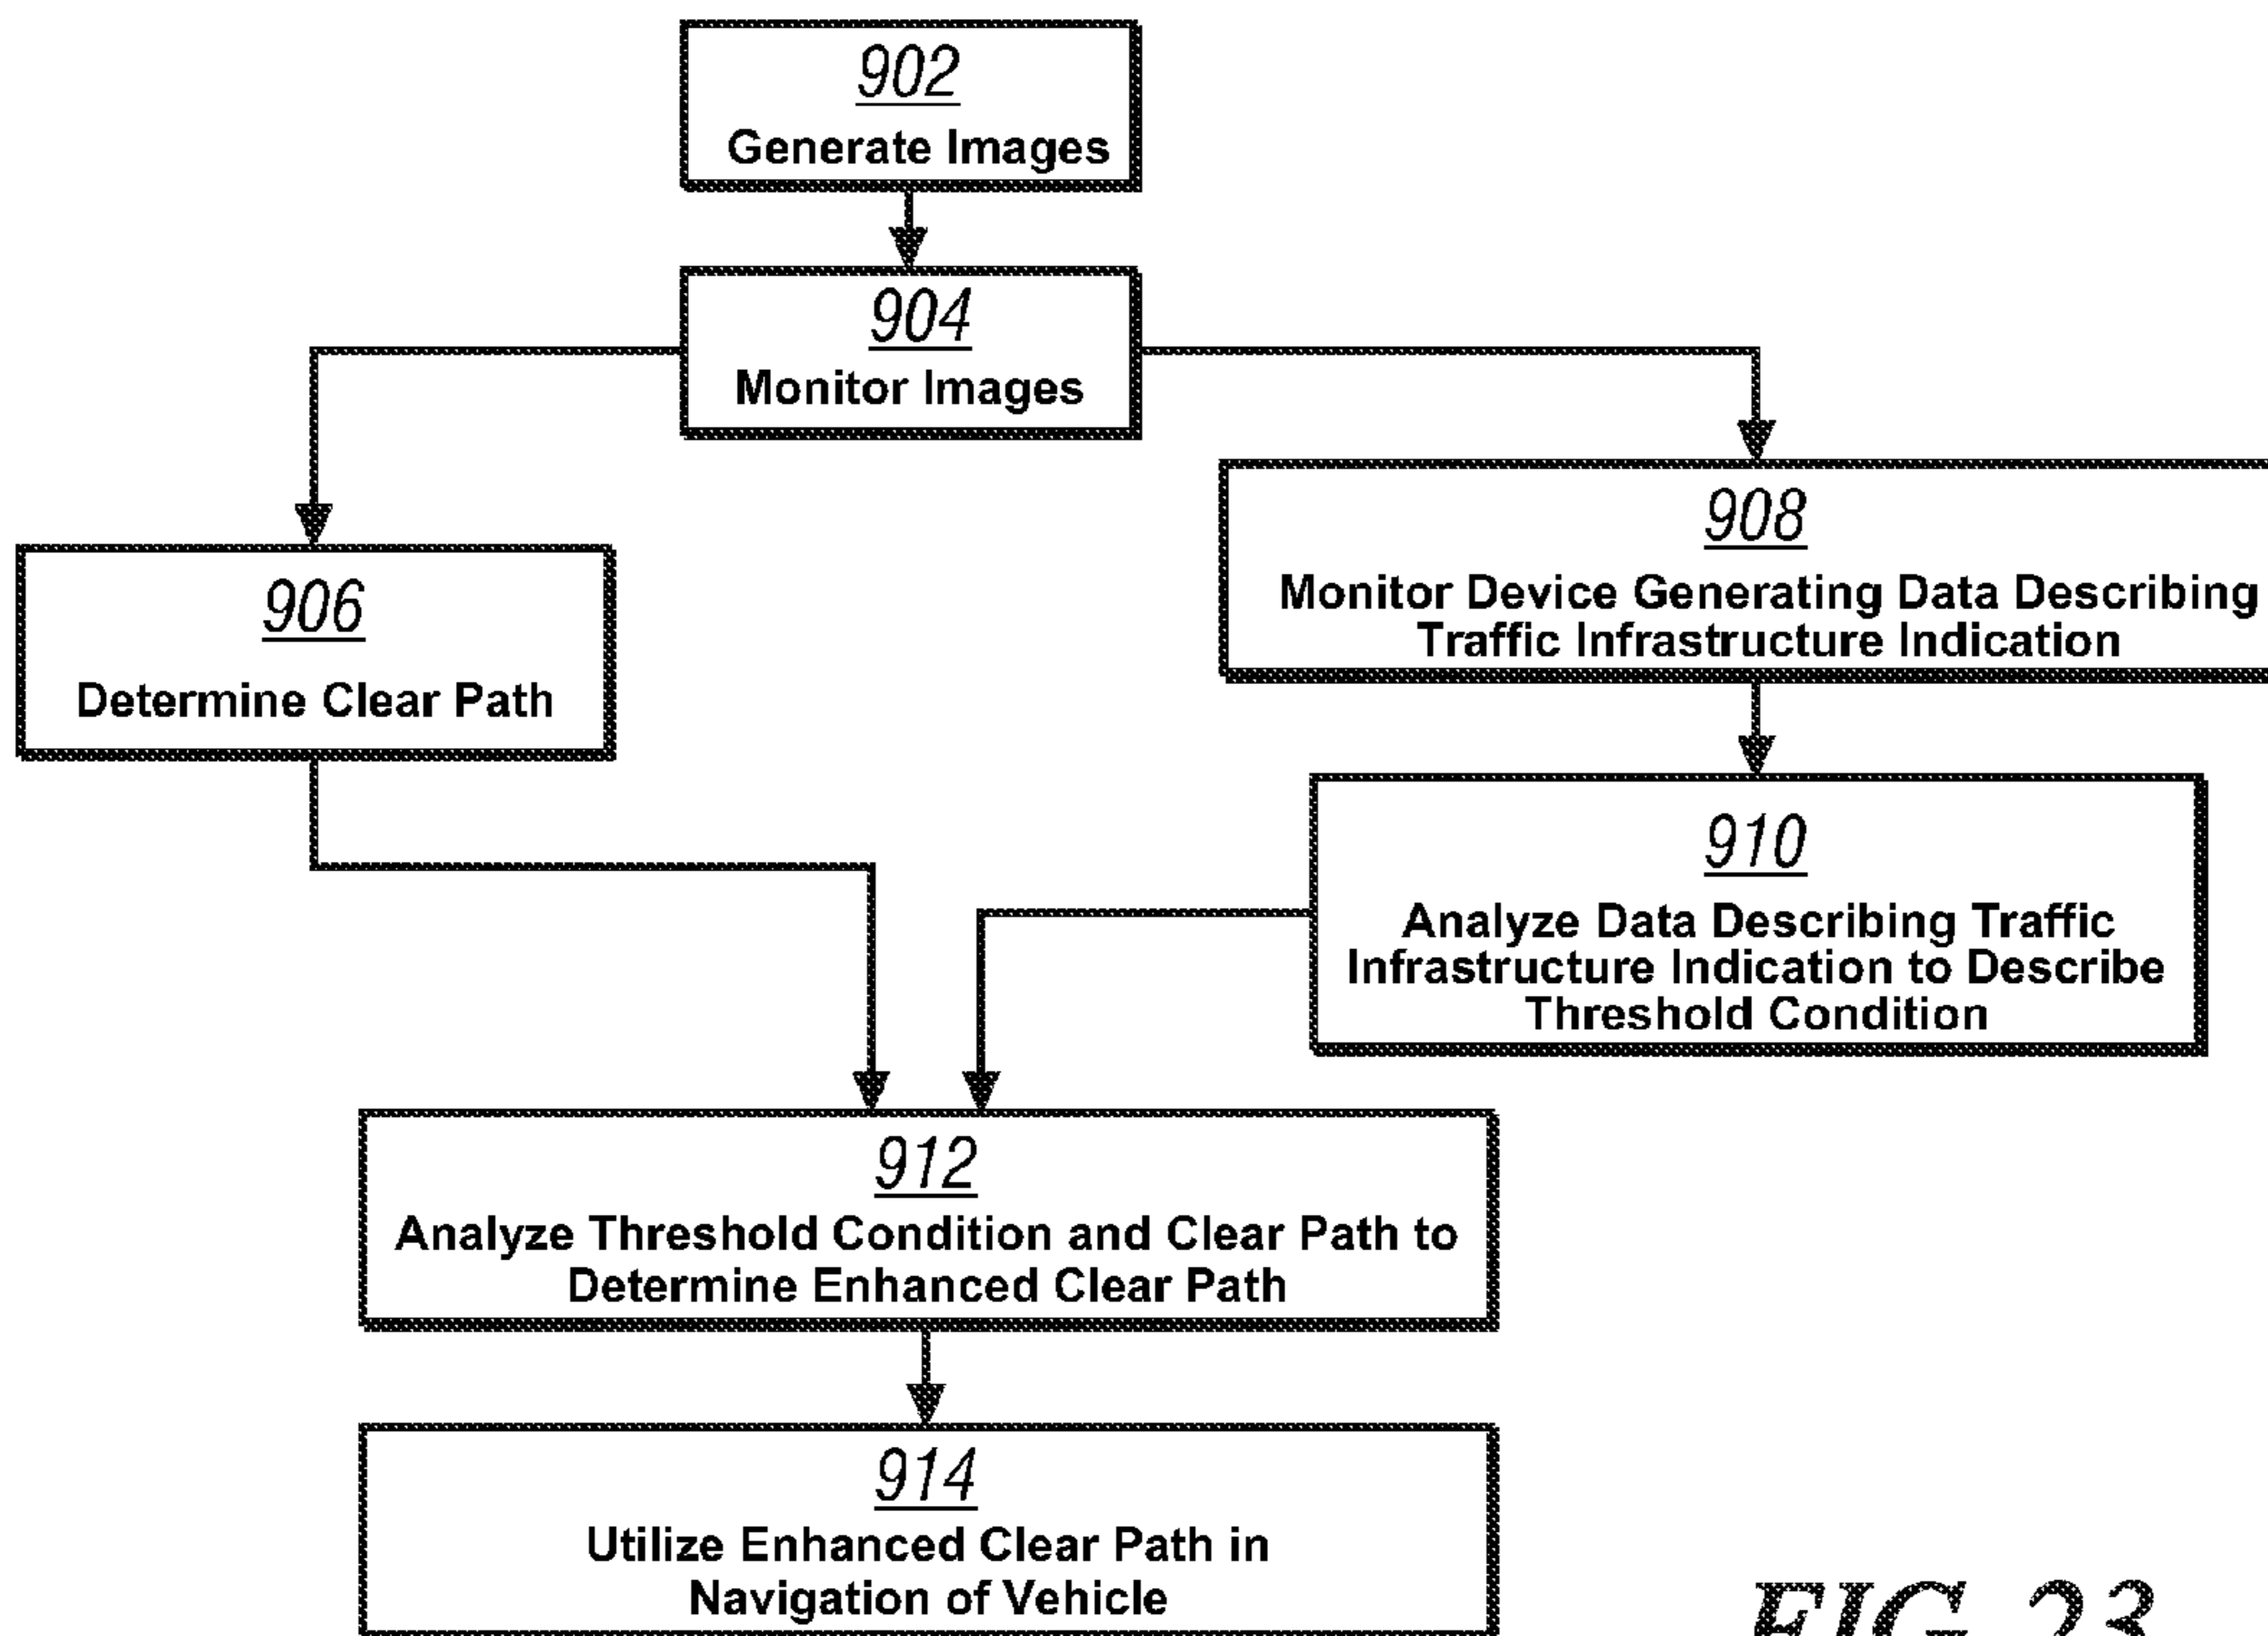 902
Generate Images
904
Monitor Images
906
Determine Clear Path
908
Monitor Device Generating Data Describing
Traffic Infrastructure Indication
910
Analyze Data Describing Traffic
Infrastructure Indication to Describe
Threshold Condition
912
Analyze Threshold Condition and Clear Path to
Determine Enhanced Clear Path
914
Utilize Enhanced Clear Path in
Navigation of Vehicle
FIG 23